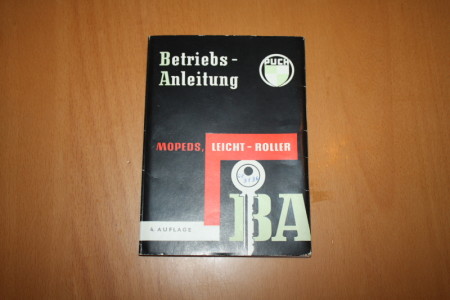 Betriebs-
Anleitung
PUCH
MOPEDS, LEICHT-ROLLER
BA
4. AUFLAGE